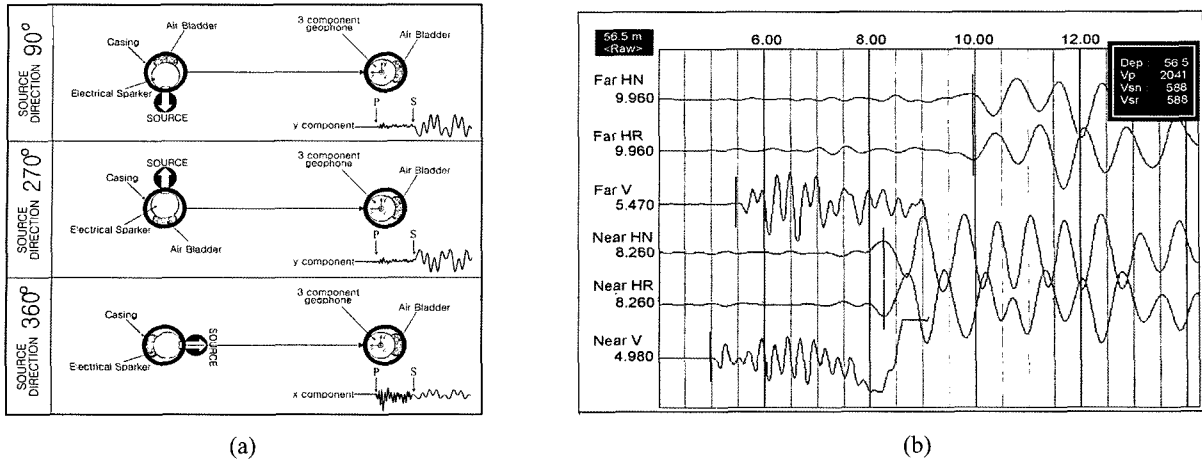 SOURCE DIRECTION 90°
Air Bladder
Casing
Electrical Sparker
SOURCE
3 component
geophone
Air Bladder
P
S
y component
SOURCE DIRECTION 270°
SOURCE
Casing
Electrical Sparker
Air Bladder
3 component
geophone
Air Bladder
P
S
y component
SOURCE DIRECTION 360°
Casing
Electrical Sparker
SOURCE
3 component
geophone
Air Bladder
P
S
x component
(a)
56.5 m
<Raw>
6.00 8.00 10.00 12.00
Dep : 56.5
Vp : 2041
Vsn : 588
Vsr : 588
Far HN
9.960
Far HR
9.960
Far V
5.470
Near HN
8.260
Near HR
8.260
Near V
4.980
(b)